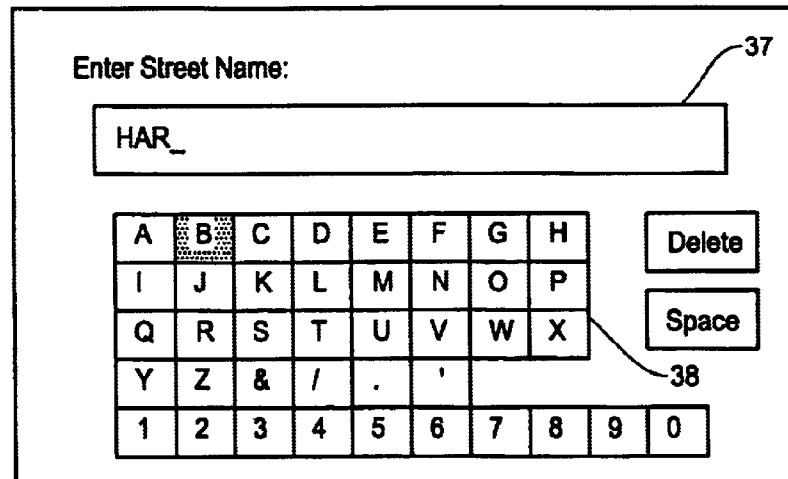 37
Enter Street Name:
HAR_
A B C D E F G H Delete
I J K L M N O P
Q R S T U V W X Space
Y Z & / . ' 38
1 2 3 4 5 6 7 8 9 0